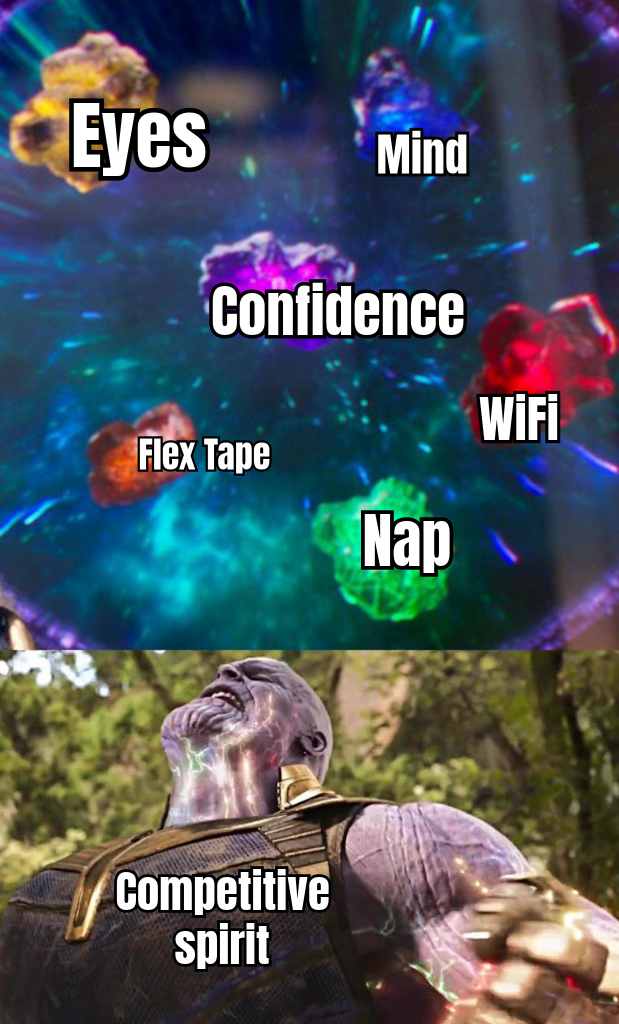 Eyes
Mind
Confidence
WiFi
Flex Tape
Nap
Competitive
spirit